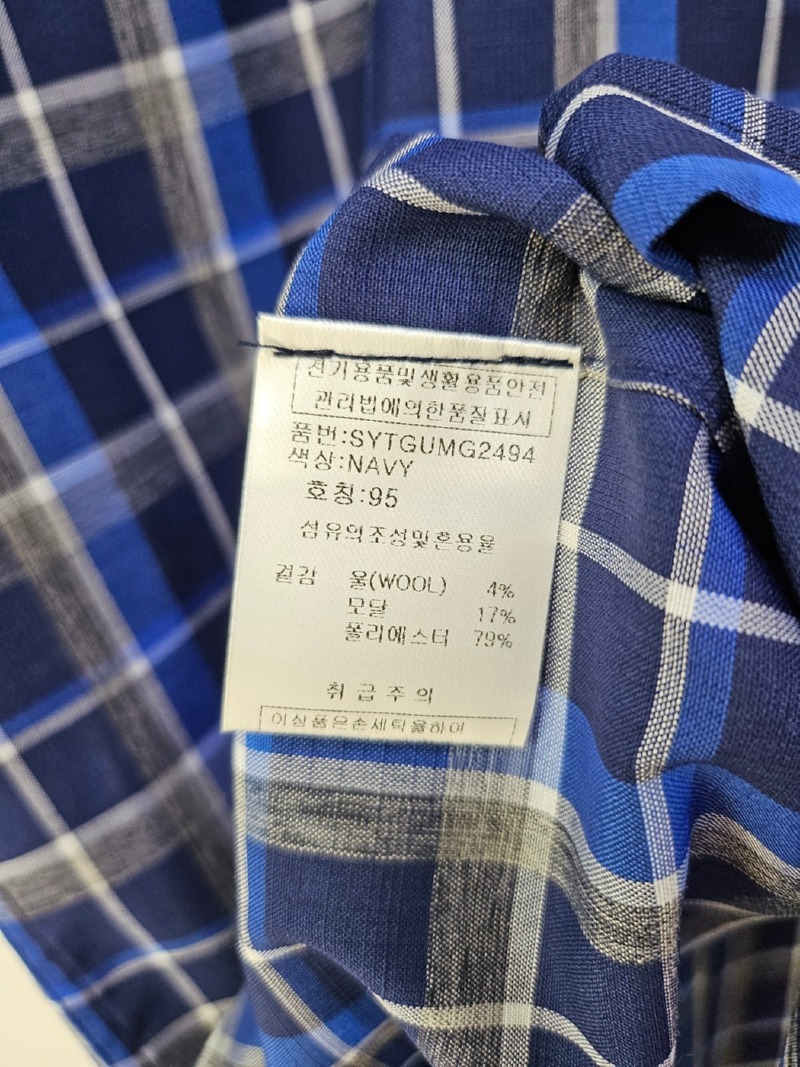 전기용품및생활용품안전
관리법에의한품질표시
품번:SYTGUMG2494
색상:NAVY
호칭:95
섬유의조성및혼용율
겉감 울(WOOL) 4%
모달 17%
폴리에스터 79%
취급주의
이상품은손세탁을하여